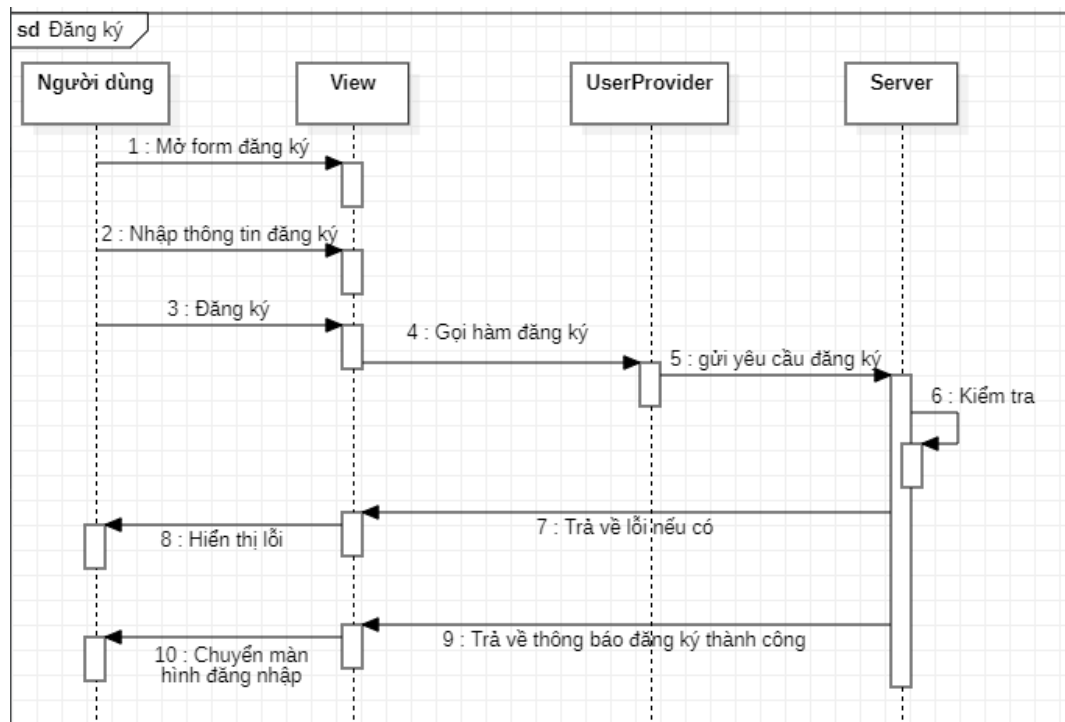 sd Đăng ký
Người dùng
View
UserProvider
Server
1 : Mở form đăng ký
2 : Nhập thông tin đăng ký
3 : Đăng ký
4 : Gọi hàm đăng ký
5 : gửi yêu cầu đăng ký
6 : Kiểm tra
7 : Trả về lỗi nếu có
8 : Hiển thị lỗi
9 : Trả về thông báo đăng ký thành công
10 : Chuyển màn
hình đăng nhập